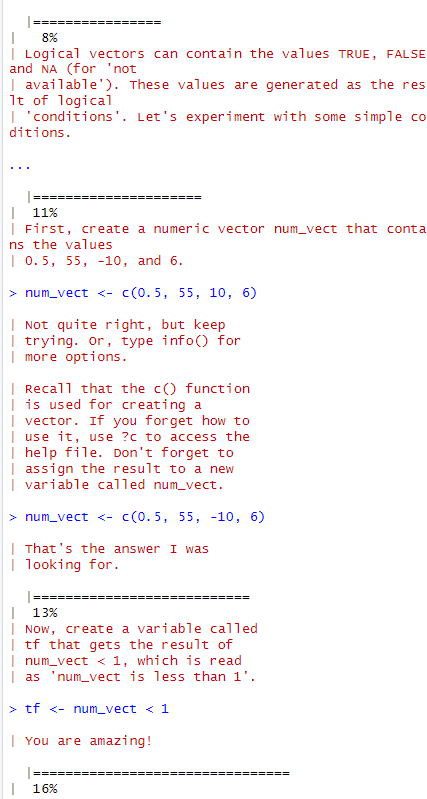 |================
| 8%
| Logical vectors can contain the values TRUE, FALSE
and NA (for 'not
| available'). These values are generated as the res
lt of logical
| 'conditions'. Let's experiment with some simple co
ditions.
...
|=====================
| 11%
| First, create a numeric vector num_vect that conta
ns the values
| 0.5, 55, -10, and 6.
> num_vect <- c(0.5, 55, 10, 6)
| Not quite right, but keep
| trying. Or, type info() for
| more options.
| Recall that the c() function
| is used for creating a
| vector. If you forget how to
| use it, use ?c to access the
| help file. Don't forget to
| assign the result to a new
| variable called num_vect.
> num_vect <- c(0.5, 55, -10, 6)
| That's the answer I was
| looking for.
|===========================
| 13%
| Now, create a variable called
| tf that gets the result of
| num_vect < 1, which is read
| as 'num_vect is less than 1'.
> tf <- num_vect < 1
| You are amazing!
|================================
| 16%